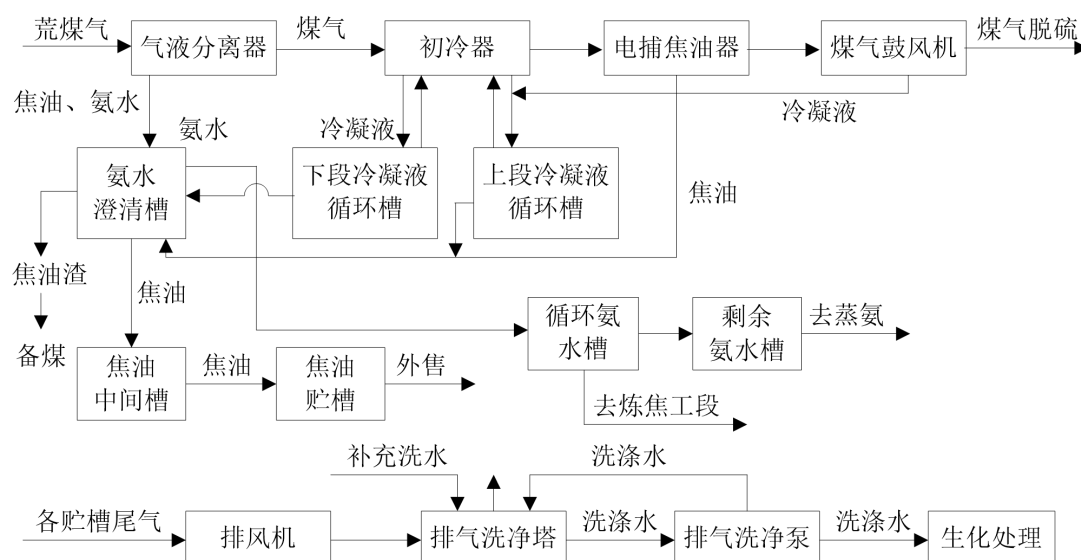 荒煤气
气液分离器
煤气
初冷器
电捕焦油器
煤气鼓风机
煤气脱硫
焦油、氨水
氨水
冷凝液
冷凝液
氨水
澄清槽
下段冷凝液
循环槽
上段冷凝液
循环槽
焦油
焦油渣
焦油
备煤
焦油
中间槽
焦油
焦油
贮槽
外售
循环氨
水槽
剩余
氨水槽
去蒸氨
去炼焦工段
补充洗水
洗涤水
各贮槽尾气
排风机
排气洗净塔
洗涤水
排气洗净泵
洗涤水
生化处理